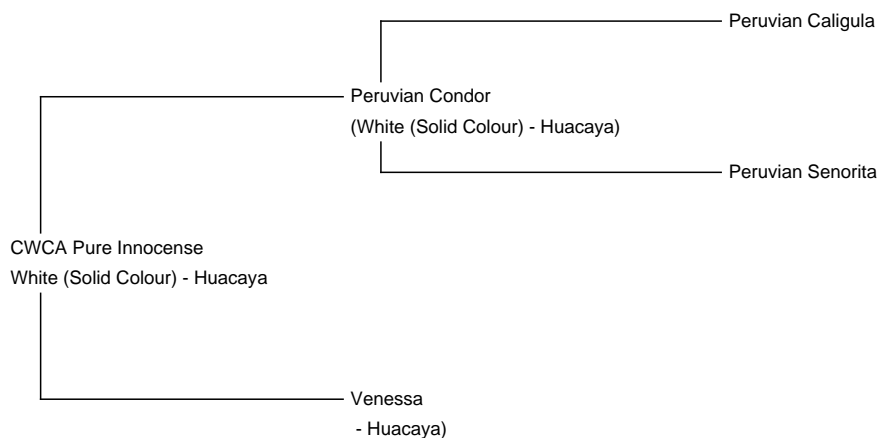 Peruvian Caligula
Peruvian Condor
(White (Solid Colour) - Huacaya)
Peruvian Senorita
CWCA Pure Innocense
White (Solid Colour) - Huacaya
Venessa
- Huacaya)